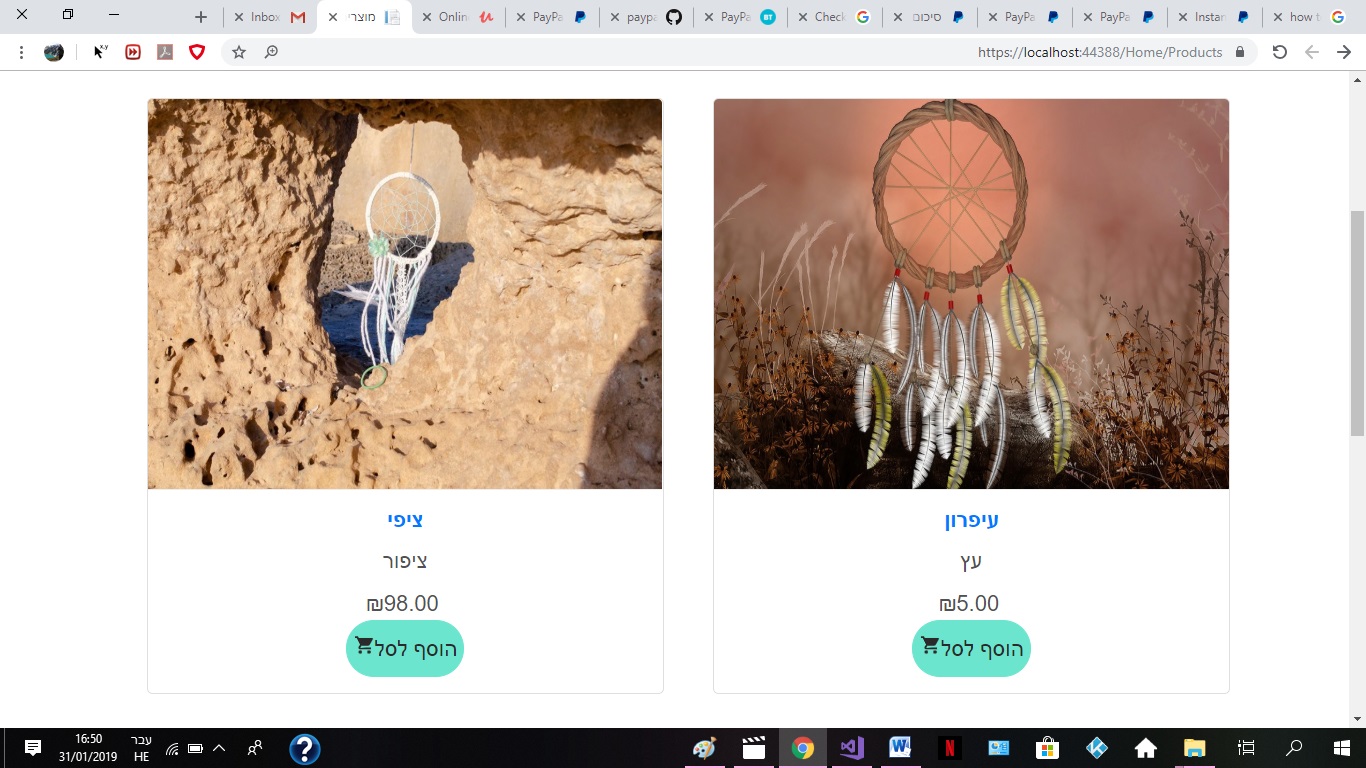 Inbox
מוצרי
Onlin
PayPa
paypa
PayPa
Check
סיכום
PayPa
PayPa
Instan
how t
https://localhost:44388/Home/Products
עיפרון
עץ
₪5.00
הוסף לסל
ציפי
ציפור
₪98.00
הוסף לסל
16:50
31/01/2019
עבר
HE